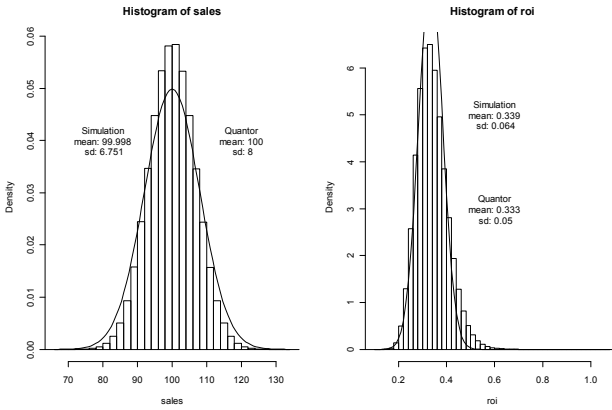 Histogram of sales
Density
0.00
0.01
0.02
0.03
0.04
0.05
0.06
Simulation
mean: 99.998
sd: 6.751
Quantor
mean: 100
sd: 8
70 80 90 100 110 120 130
sales
Histogram of roi
Density
0
1
2
3
4
5
6
Simulation
mean: 0.339
sd: 0.064
Quantor
mean: 0.333
sd: 0.05
0.2 0.4 0.6 0.8 1.0
roi